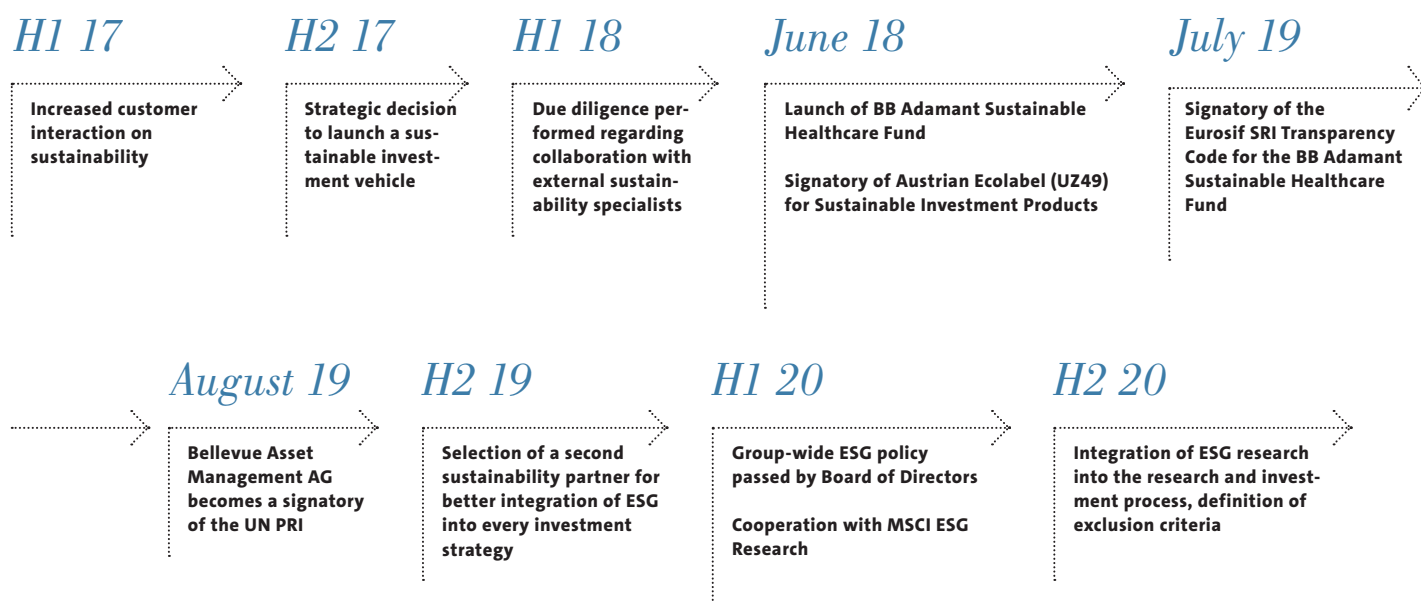 H1 17
Increased customer
interaction on
sustainability
H2 17
Strategic decision
to launch a sus-
tainable invest-
ment vehicle
H1 18
Due diligence per-
formed regarding
collaboration with
external sustain-
ability specialists
June 18
Launch of BB Adamant Sustainable
Healthcare Fund
Signatory of Austrian Ecolabel (UZ49)
for Sustainable Investment Products
July 19
Signatory of the
Eurosif SRI Transparency
Code for the BB Adamant
Sustainable Healthcare
Fund
August 19
Bellevue Asset
Management AG
becomes a signatory
of the UN PRI
H2 19
Selection of a second
sustainability partner for
better integration of ESG
into every investment
strategy
H1 20
Group-wide ESG policy
passed by Board of Directors
Cooperation with MSCI ESG
Research
H2 20
Integration of ESG research
into the research and invest-
ment process, definition of
exclusion criteria